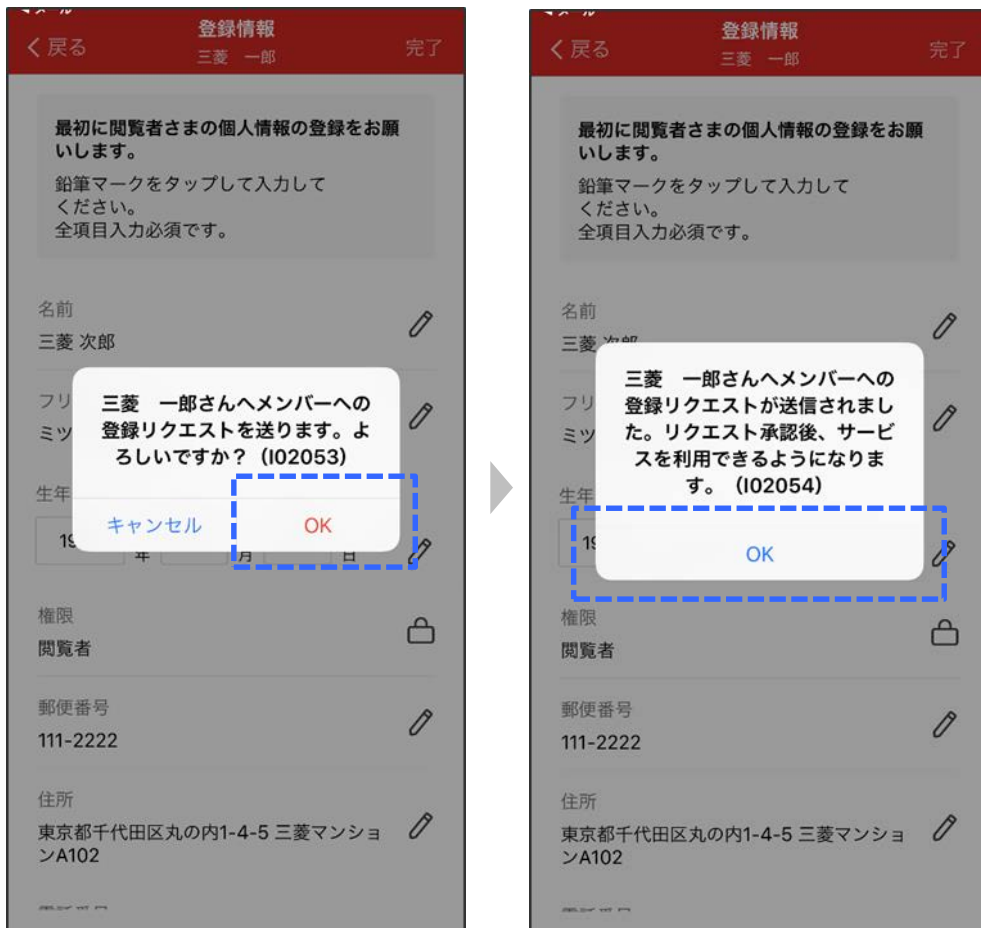 登録情報
く戻る
三菱 一郎
完了
最初に閲覧者さまの個人情報の登録をお願
いします。
鉛筆マークをタップして入力して
ください。
全項目入力必須です。
名前
三菱 次郎
フリ
ミツ
三菱　一郎さんへメンバーへの
登録リクエストを送ります。よ
ろしいですか？（I02053）
キャンセル
OK
生年
19
年
月
日
権限
閲覧者
郵便番号
111-2222
住所
東京都千代田区丸の内1-4-5 三菱マンショ
ンA102
登録情報
く戻る
三菱 一郎
完了
最初に閲覧者さまの個人情報の登録をお願
いします。
鉛筆マークをタップして入力して
ください。
全項目入力必須です。
名前
三菱 次郎
フリ
ミツ
三菱　一郎さんへメンバーへの
登録リクエストが送信されまし
た。リクエスト承認後、サービ
スを利用できるようになりま
す。（I02054）
OK
生年
19
権限
閲覧者
郵便番号
111-2222
住所
東京都千代田区丸の内1-4-5 三菱マンショ
ンA102